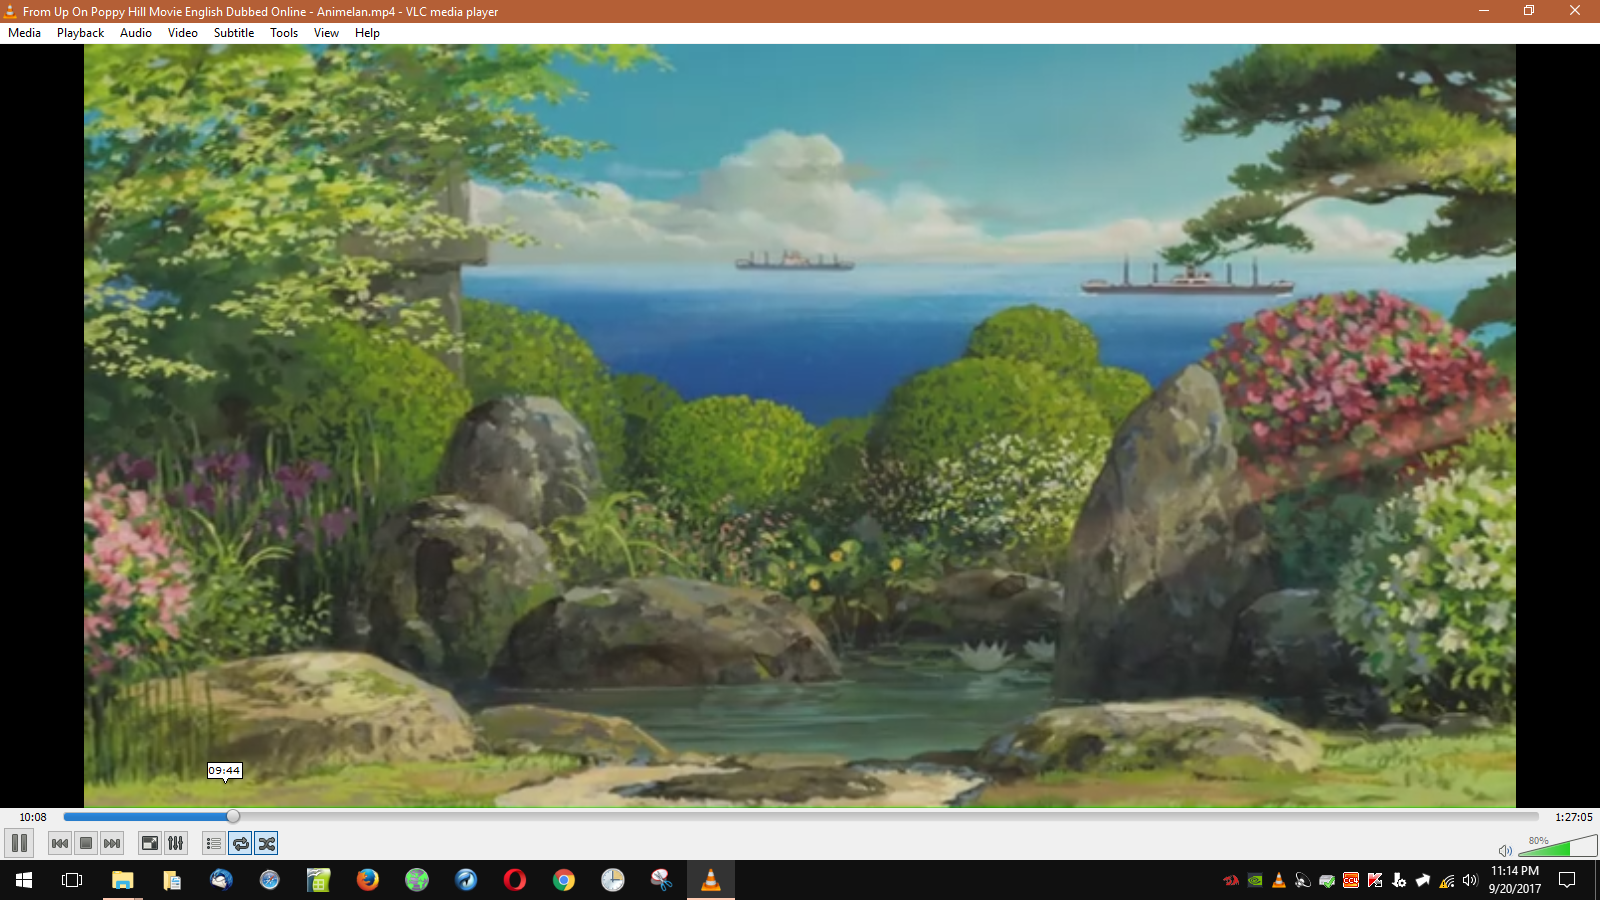 From Up On Poppy Hill Movie English Dubbed Online - Animelan.mp4 - VLC media player
Media Playback Audio Video Subtitle Tools View Help
09:44
10:08
1:27:05
80%
11:14 PM
9/20/2017